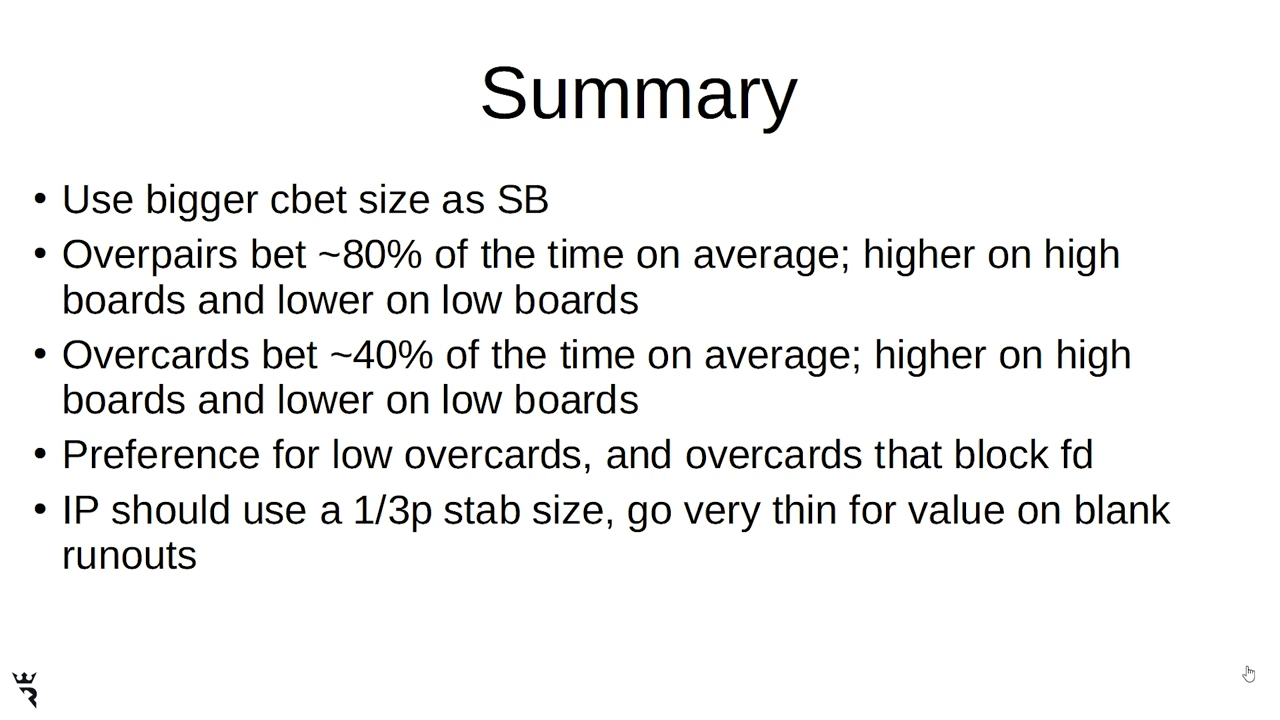 Summary
• Use bigger cbet size as SB
• Overpairs bet ~80% of the time on average; higher on high
boards and lower on low boards
• Overcards bet ~40% of the time on average; higher on high
boards and lower on low boards
• Preference for low overcards, and overcards that block fd
• IP should use a 1/3p stab size, go very thin for value on blank
runouts